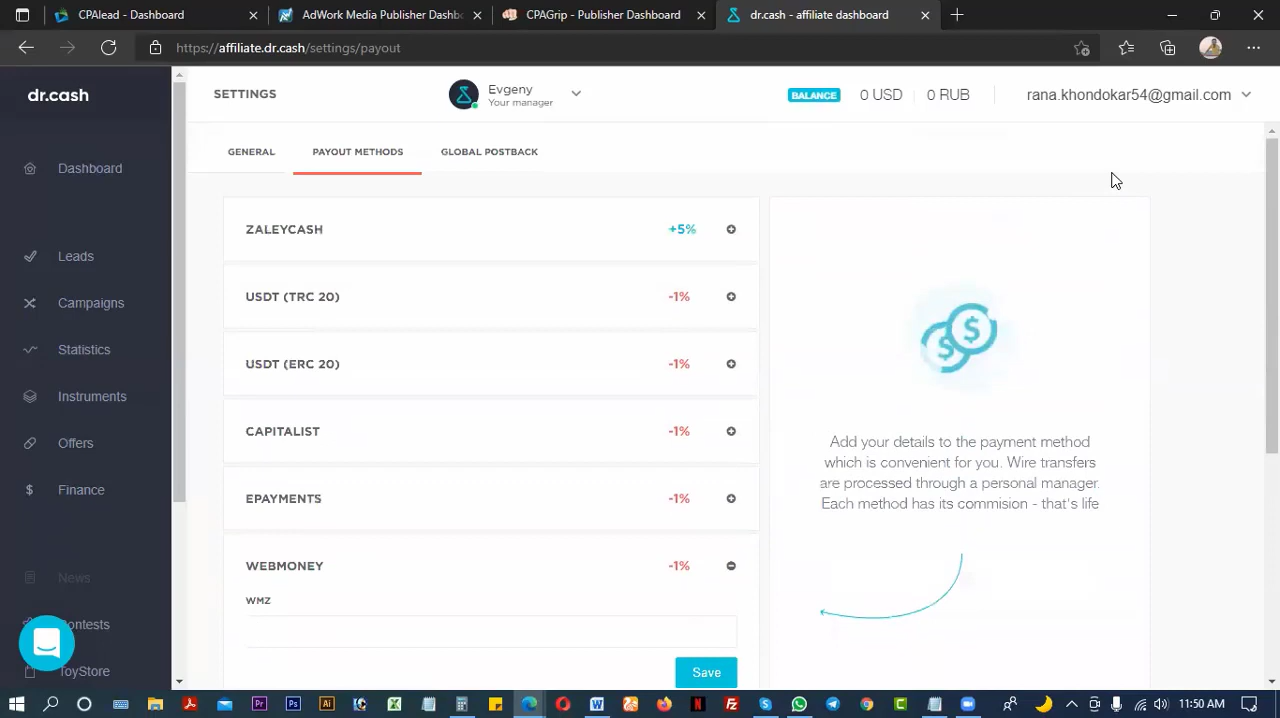 CPAlead - Dashboard
AdWork Media Publisher Dashbo
CPAGrip - Publisher Dashboard
dr.cash - affiliate dashboard
https://affiliate.dr.cash/settings/payout
dr.cash
SETTINGS
Evgeny
Your manager
BALANCE
0 USD
0 RUB
rana.khondokar54@gmail.com
GENERAL
PAYOUT METHODS
GLOBAL POSTBACK
Dashboard
Leads
Campaigns
Statistics
Instruments
Offers
Finance
News
ToyStore
ZALEYCASH
+5%
USDT (TRC 20)
-1%
USDT (ERC 20)
-1%
CAPITALIST
-1%
EPAYMENTS
-1%
WEBMONEY
-1%
WMZ
Save
Add your details to the payment method
which is convenient for you. Wire transfers
are processed through a personal manager.
Each method has its commision - that's life
11:50 AM